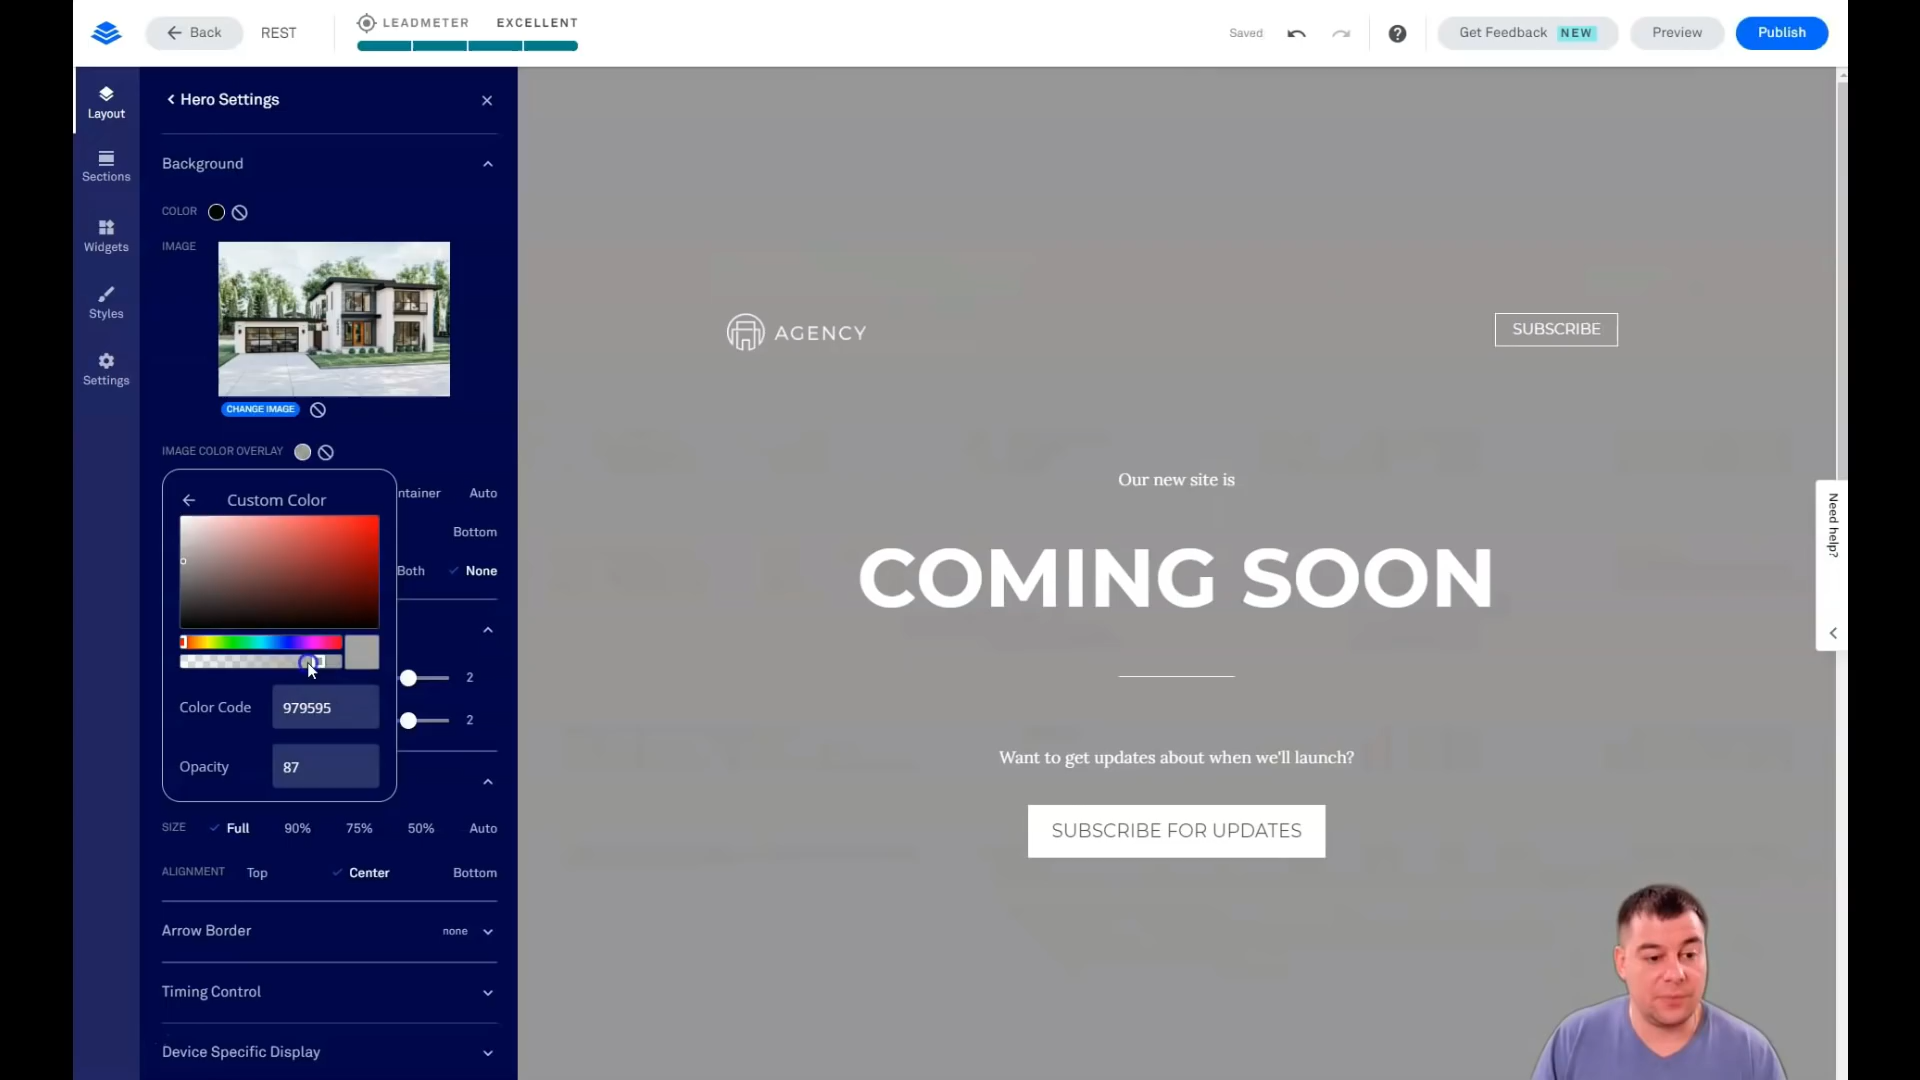 Back
REST
LEADMETER EXCELLENT
Saved
Get Feedback NEW
Preview
Publish
Layout
Sections
Widgets
Styles
Settings
Hero Settings
Background
COLOR
IMAGE
CHANGE IMAGE
IMAGE COLOR OVERLAY
Custom Color
ntainer Auto
Bottom
Both None
2
2
Color Code 979595
Opacity 87
SIZE Full 90% 75% 50% Auto
ALIGNMENT Top Center Bottom
Arrow Border none
Timing Control
Device Specific Display
AGENCY
SUBSCRIBE
Our new site is
COMING SOON
Want to get updates about when we'll launch?
SUBSCRIBE FOR UPDATES
Need help?